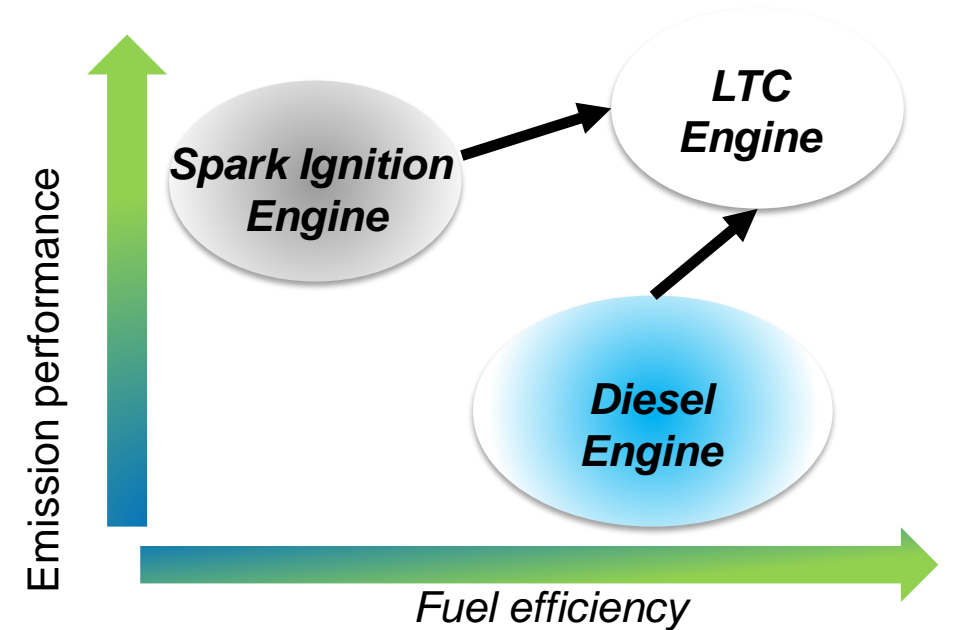 LTC
Engine
Spark Ignition
Engine
Diesel
Engine
Emission performance
Fuel efficiency